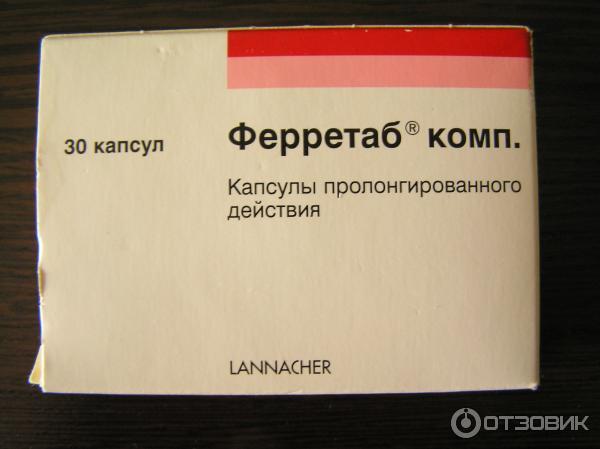 30 капсул
Ферретаб® комп.
Капсулы пролонгированного
действия
LANNACHER
ОТЗОВИК